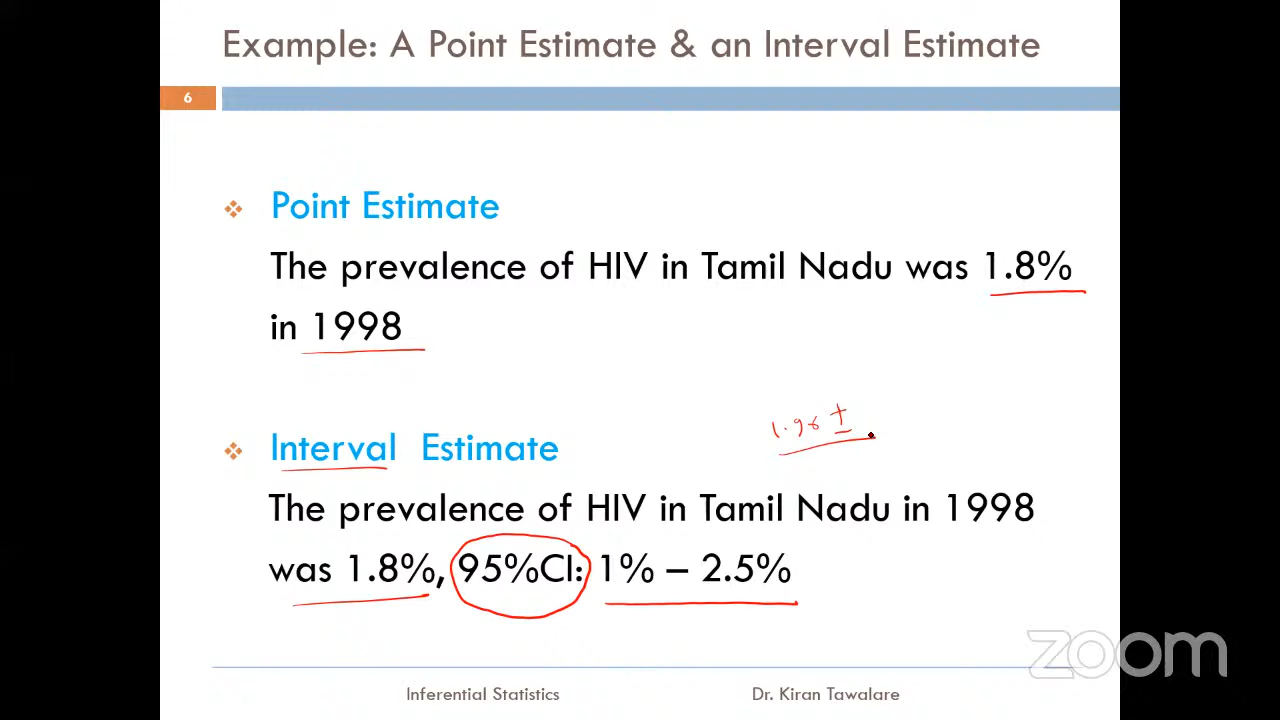 Example: A Point Estimate & an Interval Estimate
6
❖ Point Estimate
The prevalence of HIV in Tamil Nadu was 1.8%
in 1998
1.96 ±
❖ Interval Estimate
The prevalence of HIV in Tamil Nadu in 1998
was 1.8%, 95%CI: 1% – 2.5%
zoom
Inferential Statistics Dr. Kiran Tawalare